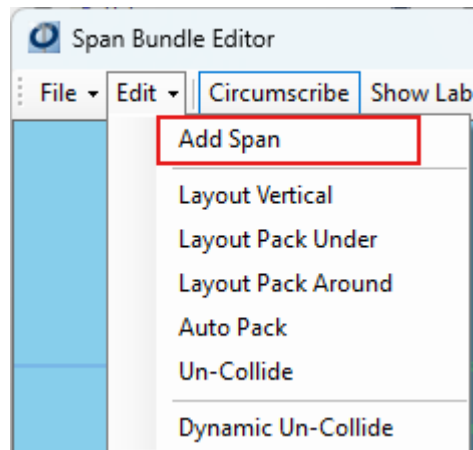 Span Bundle Editor
File Edit Circumscribe Show Lab
Add Span
Layout Vertical
Layout Pack Under
Layout Pack Around
Auto Pack
Un-Collide
Dynamic Un-Collide